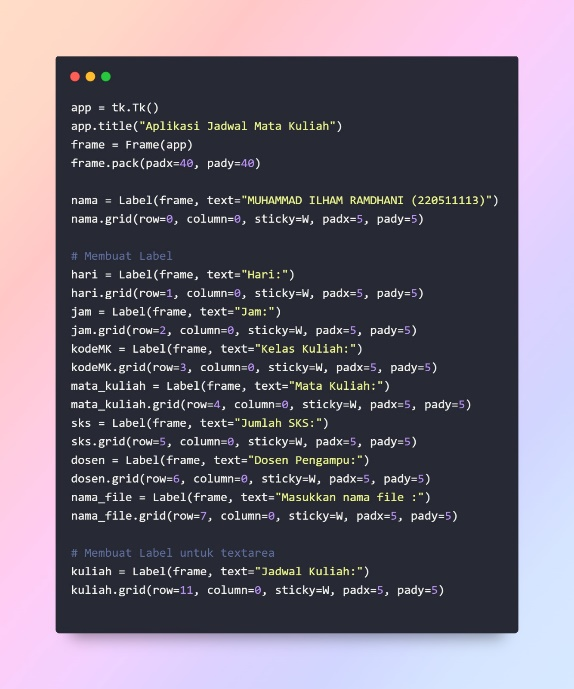 app = tk.Tk()
app.title("Aplikasi Jadwal Mata Kuliah")
frame = Frame(app)
frame.pack(padx=40, pady=40)
nama = Label(frame, text="MUHAMMAD ILHAM RAMDHANI (220511113)")
nama.grid(row=0, column=0, sticky=W, padx=5, pady=5)
# Membuat Label
hari = Label(frame, text="Hari:")
hari.grid(row=1, column=0, sticky=W, padx=5, pady=5)
jam = Label(frame, text="Jam:")
jam.grid(row=2, column=0, sticky=W, padx=5, pady=5)
kodeMK = Label(frame, text="Kelas Kuliah:")
kodeMK.grid(row=3, column=0, sticky=W, padx=5, pady=5)
mata_kuliah = Label(frame, text="Mata Kuliah:")
mata_kuliah.grid(row=4, column=0, sticky=W, padx=5, pady=5)
sks = Label(frame, text="Jumlah SKS:")
sks.grid(row=5, column=0, sticky=W, padx=5, pady=5)
dosen = Label(frame, text="Dosen Pengampu:")
dosen.grid(row=6, column=0, sticky=W, padx=5, pady=5)
nama_file = Label(frame, text="Masukkan nama file :")
nama_file.grid(row=7, column=0, sticky=W, padx=5, pady=5)
# Membuat Label untuk textarea
kuliah = Label(frame, text="Jadwal Kuliah:")
kuliah.grid(row=11, column=0, sticky=W, padx=5, pady=5)